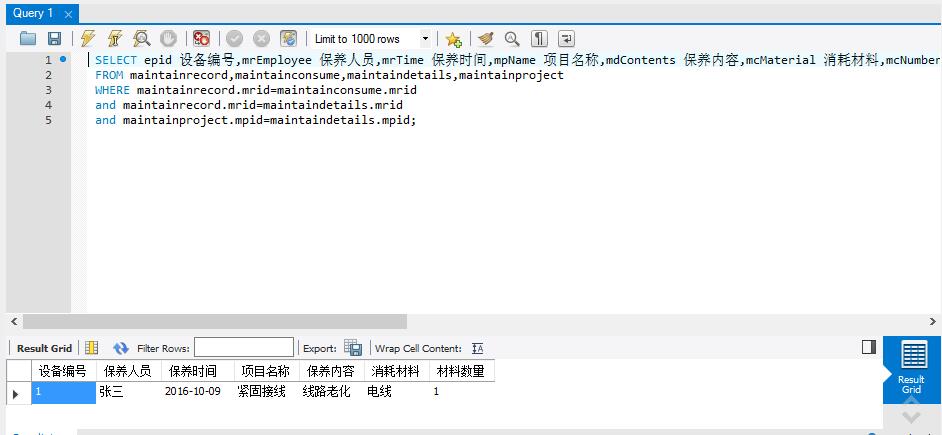 Query 1
Limit to 1000 rows
1 SELECT epid 设备编号,mrEmployee 保养人员,mrTime 保养时间,mpName 项目名称,mdContents 保养内容,mcMaterial 消耗材料,mcNumber
2 FROM maintainrecord,maintainconsume,maintaindetails,maintainproject
3 WHERE maintainrecord.mrid=maintainconsume.mrid
4 and maintainrecord.mrid=maintaindetails.mrid
5 and maintainproject.mpid=maintaindetails.mpid;
Result Grid Filter Rows: Export: Wrap Cell Content:
设备编号 保养人员 保养时间 项目名称 保养内容 消耗材料 材料数量
1 张三 2016-10-09 紧固接线 线路老化 电线 1
Result
Grid